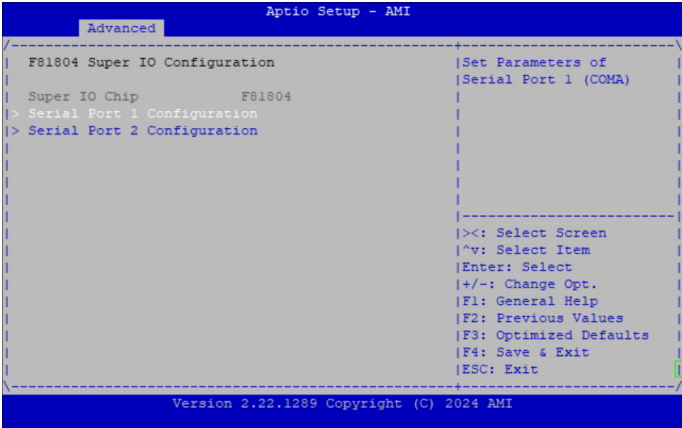 Aptio Setup - AMI
Advanced
F81804 Super IO Configuration
Set Parameters of
Serial Port 1 (COMA)
Super IO Chip F81804
> Serial Port 1 Configuration
> Serial Port 2 Configuration
><: Select Screen
^v: Select Item
Enter: Select
+/-: Change Opt.
F1: General Help
F2: Previous Values
F3: Optimized Defaults
F4: Save & Exit
ESC: Exit
Version 2.22.1289 Copyright (C) 2024 AMI